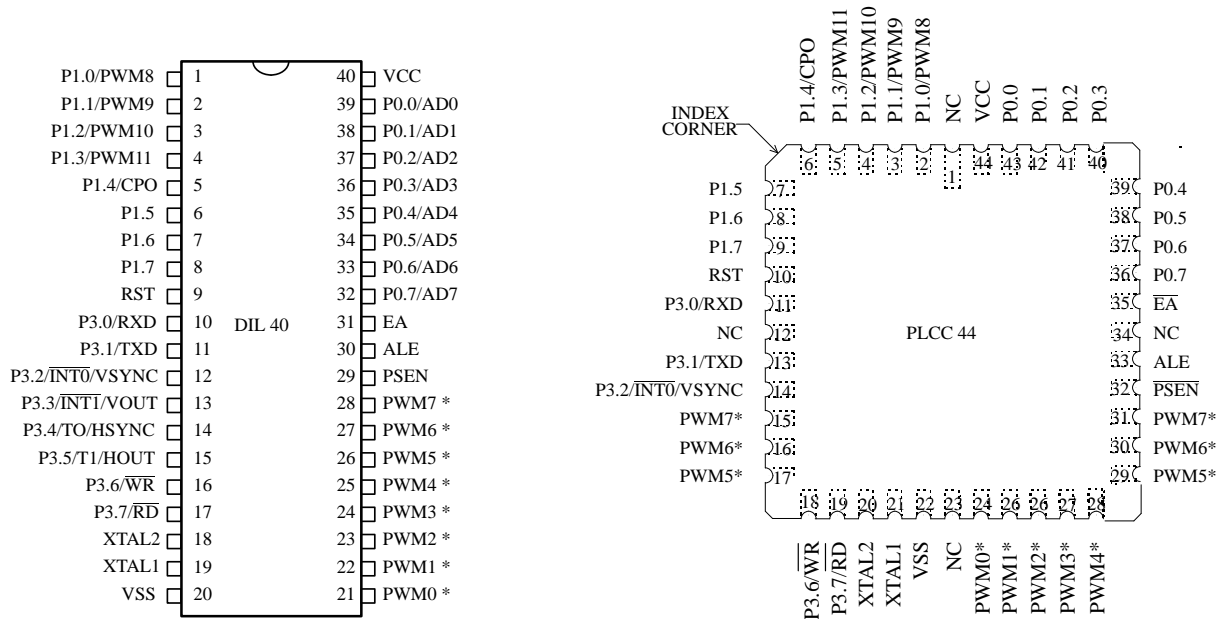 P1.0/PWM8 1 40 VCC
P1.1/PWM9 2 39 P0.0/AD0
P1.2/PWM10 3 38 P0.1/AD1
P1.3/PWM11 4 37 P0.2/AD2
P1.4/CPO 5 36 P0.3/AD3
P1.5 6 35 P0.4/AD4
P1.6 7 34 P0.5/AD5
P1.7 8 33 P0.6/AD6
RST 9 32 P0.7/AD7
P3.0/RXD 10 DIL 40 31 EA
P3.1/TXD 11 30 ALE
P3.2/INT0/VSYNC 12 29 PSEN
P3.3/INT1/VOUT 13 28 PWM7 *
P3.4/TO/HSYNC 14 27 PWM6 *
P3.5/T1/HOUT 15 26 PWM5 *
P3.6/WR 16 25 PWM4 *
P3.7/RD 17 24 PWM3 *
XTAL2 18 23 PWM2 *
XTAL1 19 22 PWM1 *
VSS 20 21 PWM0 *
P1.4/CPO
P1.3/PWM11
P1.2/PWM10
P1.1/PWM9
P1.0/PWM8
NC
VCC
P0.0
P0.1
P0.2
P0.3
INDEX
CORNER
6 5 4 3 2 1 44 43 42 41 40
P1.5 7 39 P0.4
P1.6 8 38 P0.5
P1.7 9 37 P0.6
RST 10 36 P0.7
P3.0/RXD 11 35 EA
NC 12 PLCC 44 34 NC
P3.1/TXD 13 33 ALE
P3.2/INT0/VSYNC 14 32 PSEN
PWM7* 15 31 PWM7*
PWM6* 16 30 PWM6*
PWM5* 17 29 PWM5*
18 19 20 21 22 23 24 26 26 27 28
P3.6/WR
P3.7/RD
XTAL2
XTAL1
VSS
NC
PWM0*
PWM1*
PWM2*
PWM3*
PWM4*